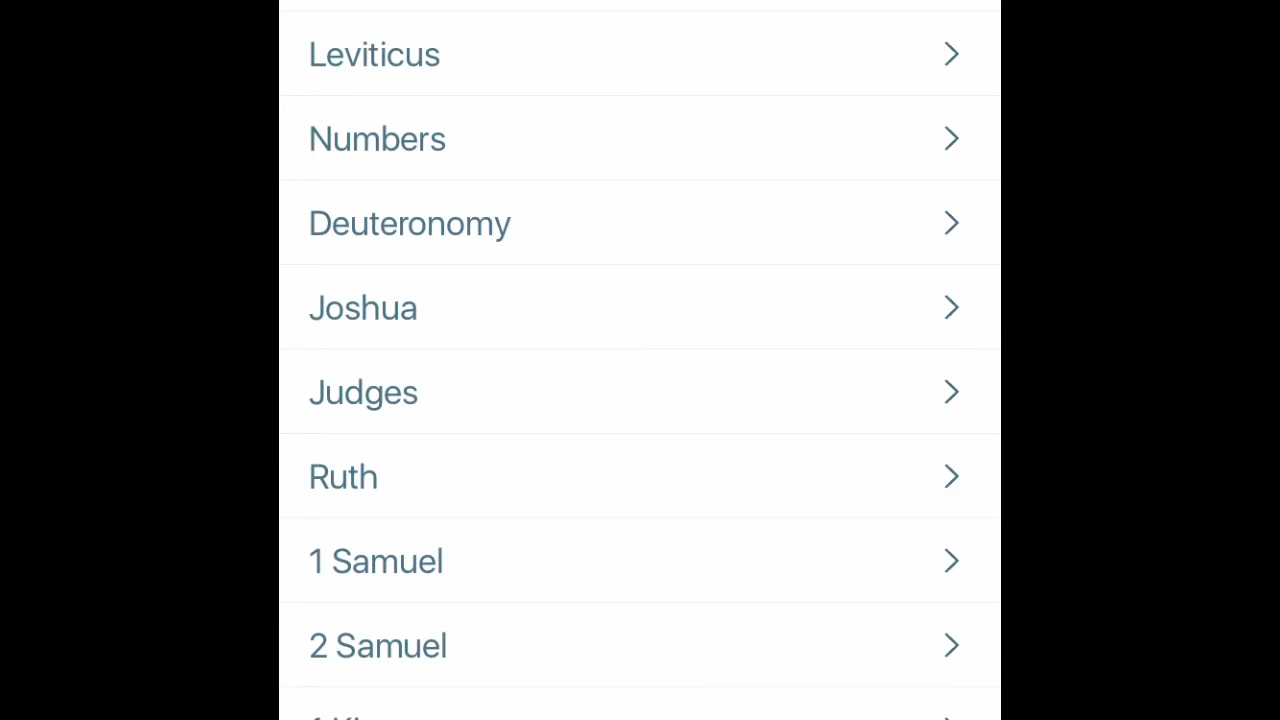 Leviticus
Numbers
Deuteronomy
Joshua
Judges
Ruth
1 Samuel
2 Samuel